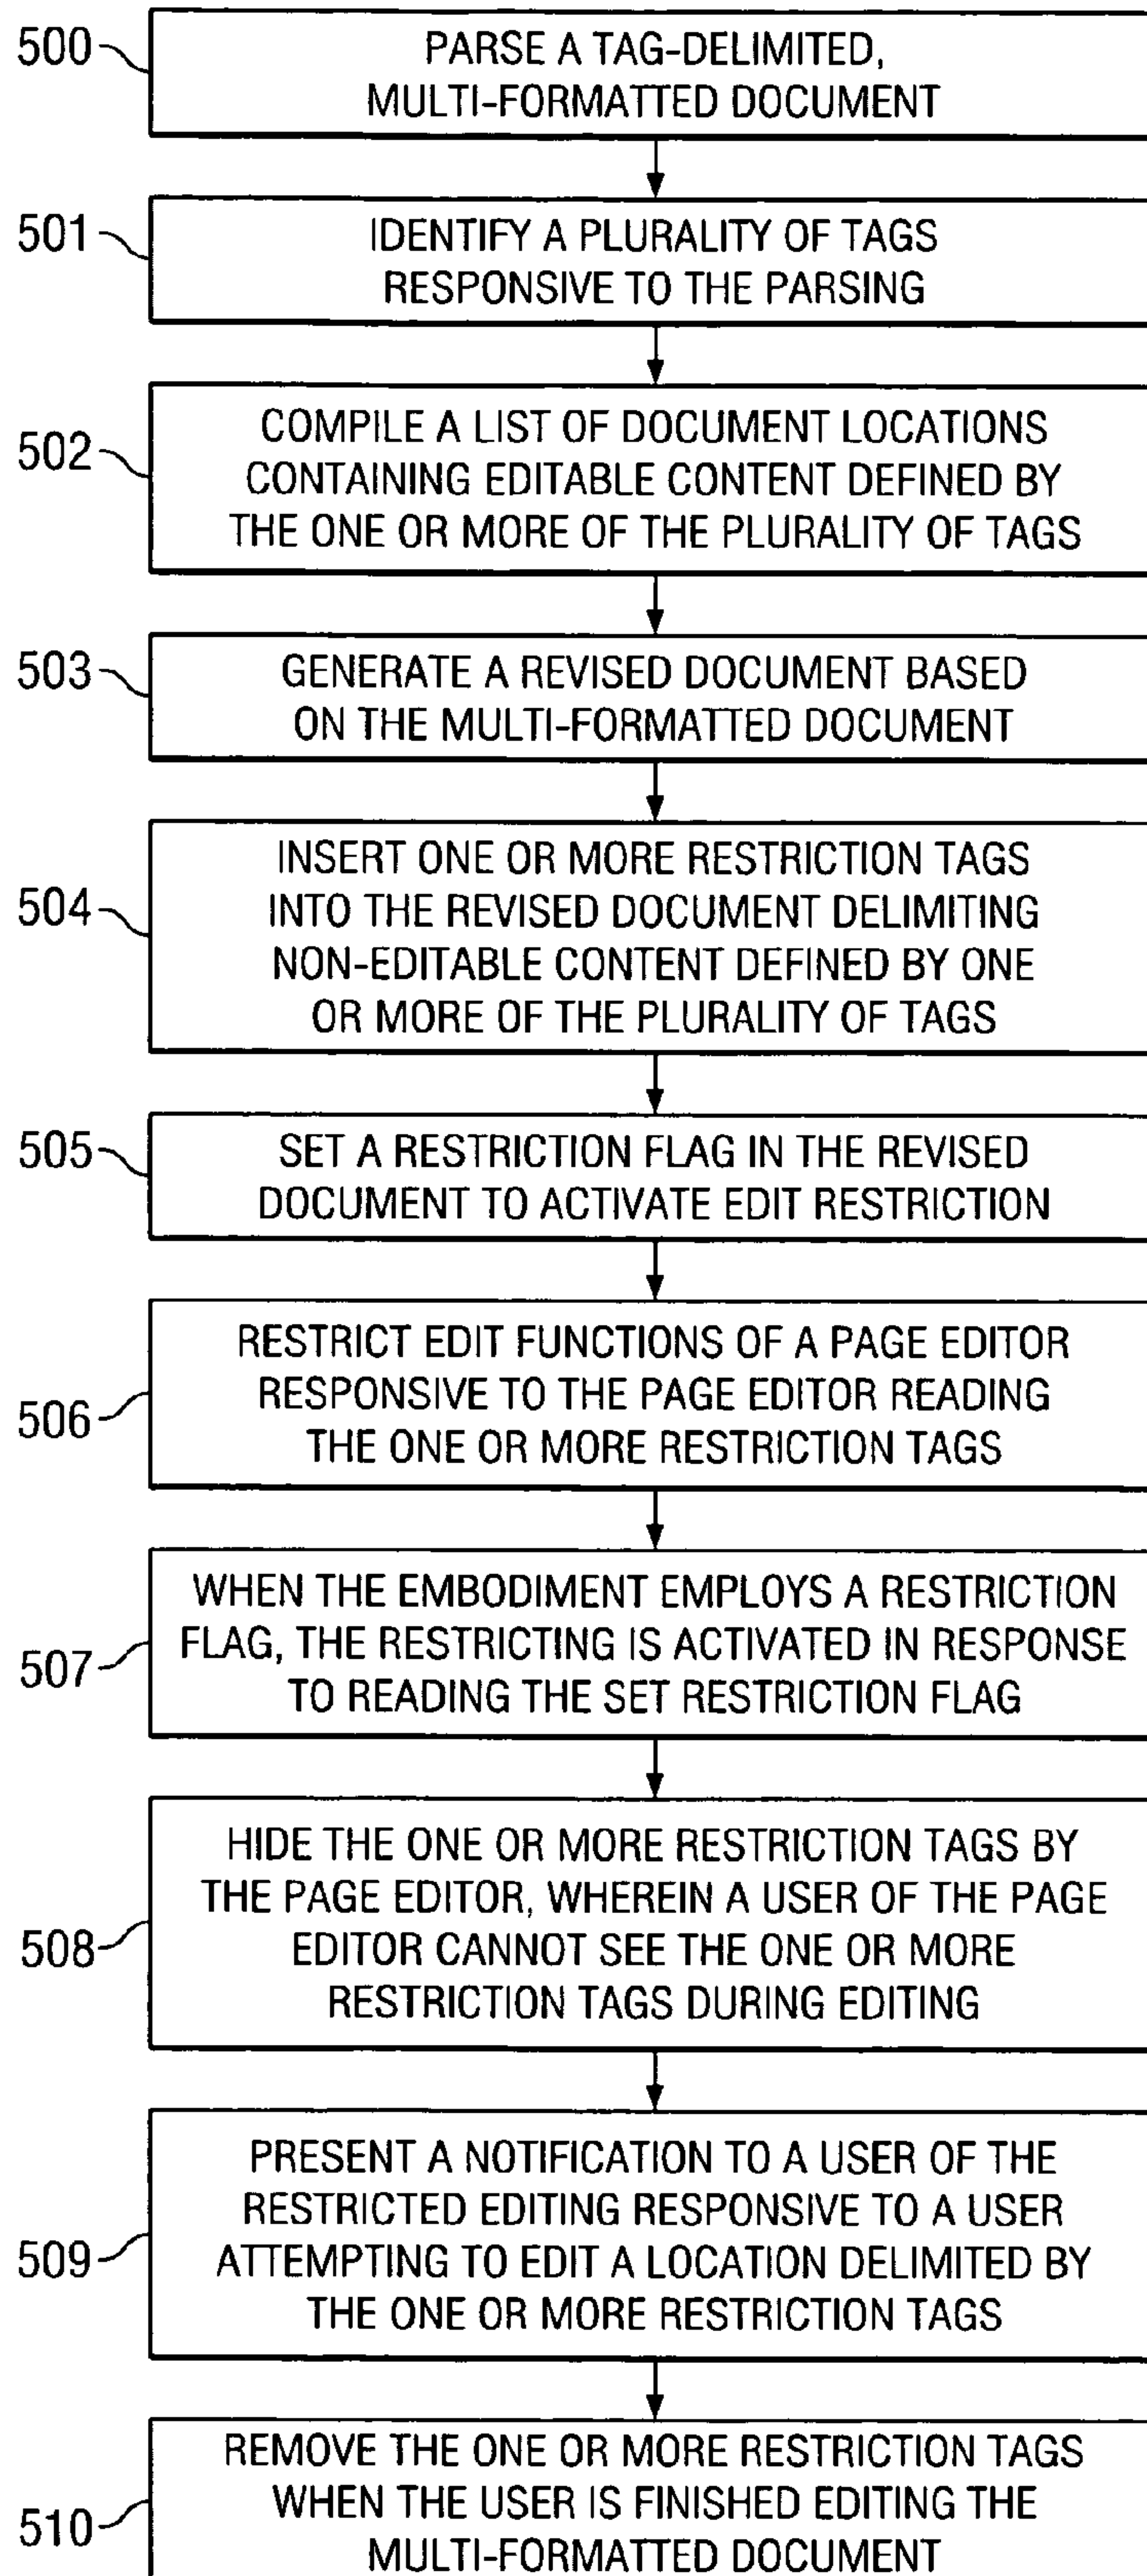 500
PARSE A TAG-DELIMITED,
MULTI-FORMATTED DOCUMENT
501
IDENTIFY A PLURALITY OF TAGS
RESPONSIVE TO THE PARSING
502
COMPILE A LIST OF DOCUMENT LOCATIONS
CONTAINING EDITABLE CONTENT DEFINED BY
THE ONE OR MORE OF THE PLURALITY OF TAGS
503
GENERATE A REVISED DOCUMENT BASED
ON THE MULTI-FORMATTED DOCUMENT
504
INSERT ONE OR MORE RESTRICTION TAGS
INTO THE REVISED DOCUMENT DELIMITING
NON-EDITABLE CONTENT DEFINED BY ONE
OR MORE OF THE PLURALITY OF TAGS
505
SET A RESTRICTION FLAG IN THE REVISED
DOCUMENT TO ACTIVATE EDIT RESTRICTION
506
RESTRICT EDIT FUNCTIONS OF A PAGE EDITOR
RESPONSIVE TO THE PAGE EDITOR READING
THE ONE OR MORE RESTRICTION TAGS
507
WHEN THE EMBODIMENT EMPLOYS A RESTRICTION
FLAG, THE RESTRICTING IS ACTIVATED IN RESPONSE
TO READING THE SET RESTRICTION FLAG
508
HIDE THE ONE OR MORE RESTRICTION TAGS BY
THE PAGE EDITOR, WHEREIN A USER OF THE PAGE
EDITOR CANNOT SEE THE ONE OR MORE
RESTRICTION TAGS DURING EDITING
509
PRESENT A NOTIFICATION TO A USER OF THE
RESTRICTED EDITING RESPONSIVE TO A USER
ATTEMPTING TO EDIT A LOCATION DELIMITED BY
THE ONE OR MORE RESTRICTION TAGS
510
REMOVE THE ONE OR MORE RESTRICTION TAGS
WHEN THE USER IS FINISHED EDITING THE
MULTI-FORMATTED DOCUMENT